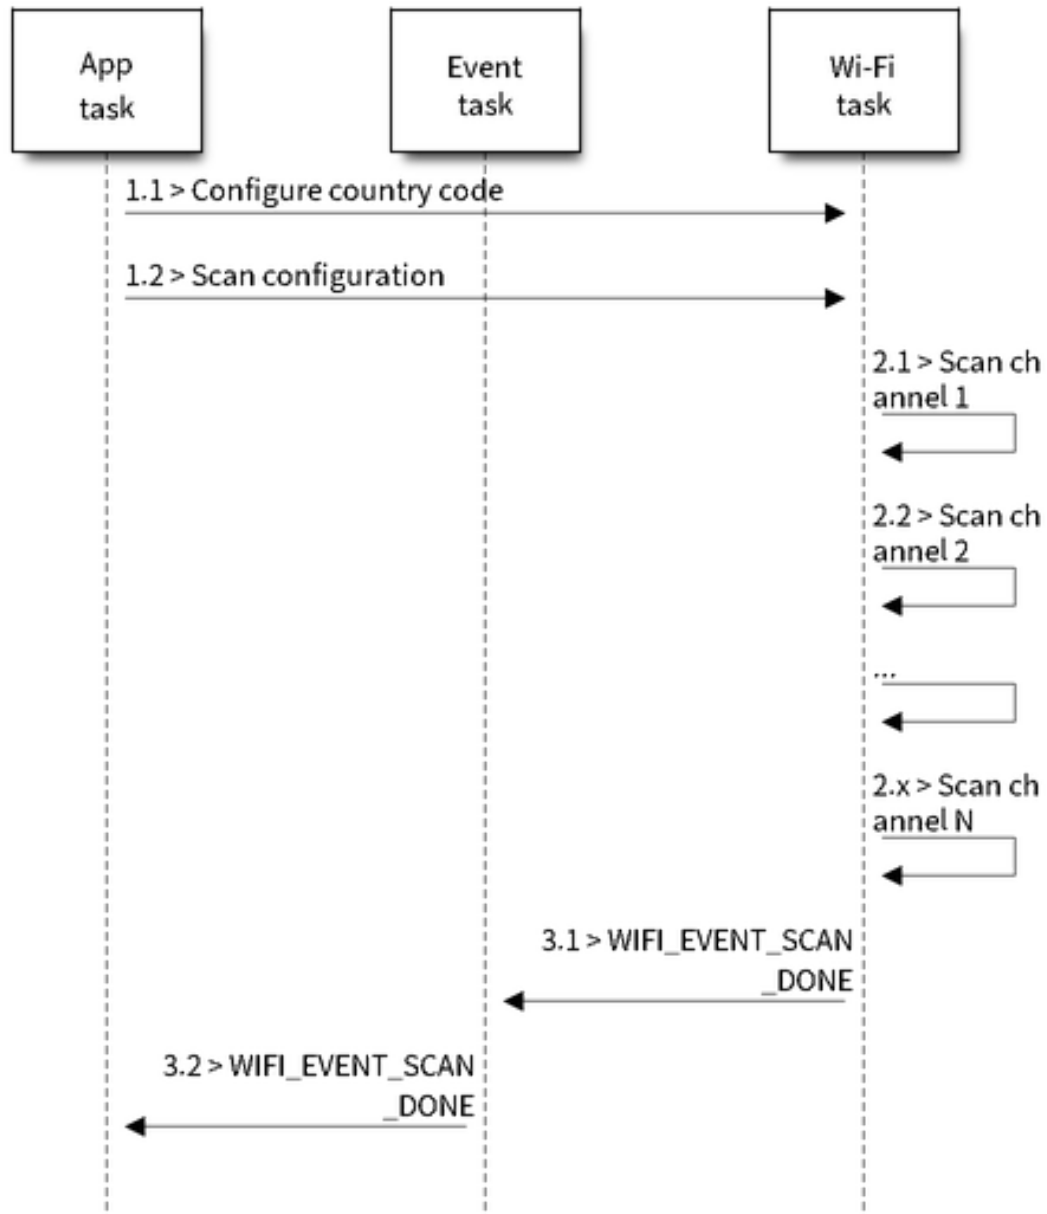 App
task
Event
task
Wi-Fi
task
1.1 > Configure country code
1.2 > Scan configuration
2.1 > Scan ch
annel 1
2.2 > Scan ch
annel 2
...
2.x > Scan ch
annel N
3.1 > WIFI_EVENT_SCAN
_DONE
3.2 > WIFI_EVENT_SCAN
_DONE